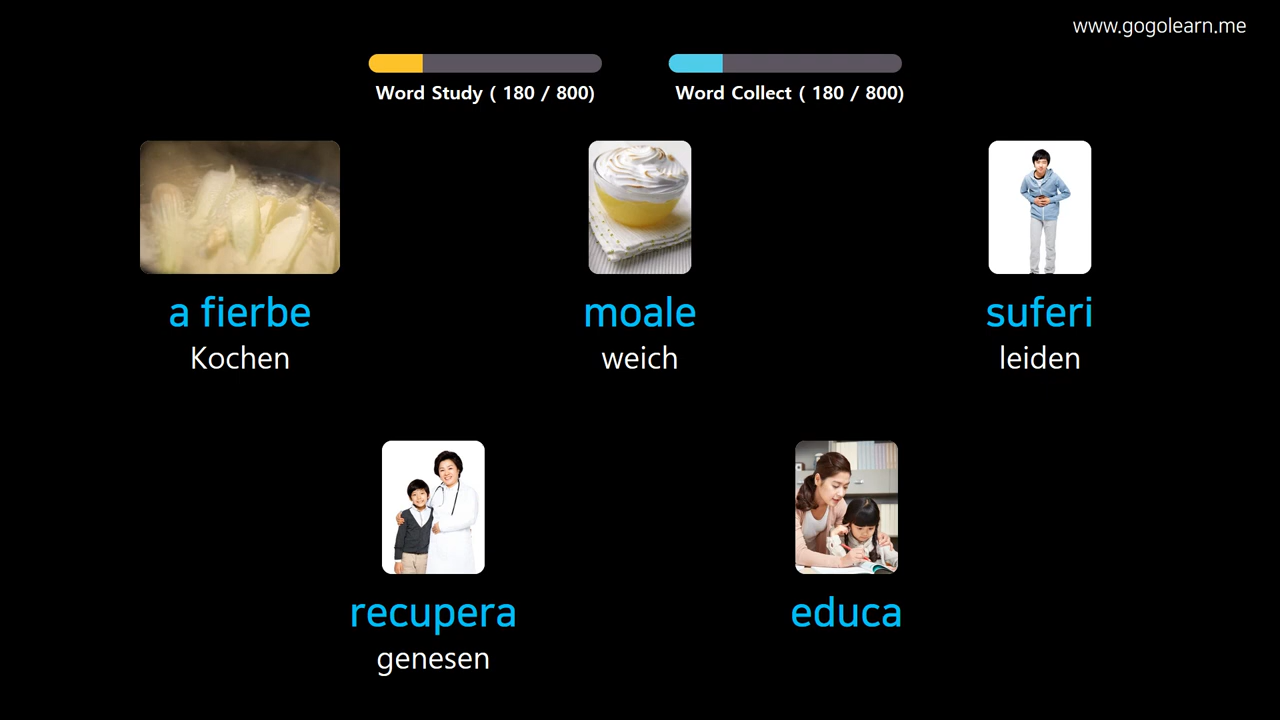 www.gogolearn.me
Word Study ( 180 / 800)
Word Collect ( 180 / 800)
a fierbe
Kochen
moale
weich
suferi
leiden
recupera
genesen
educa